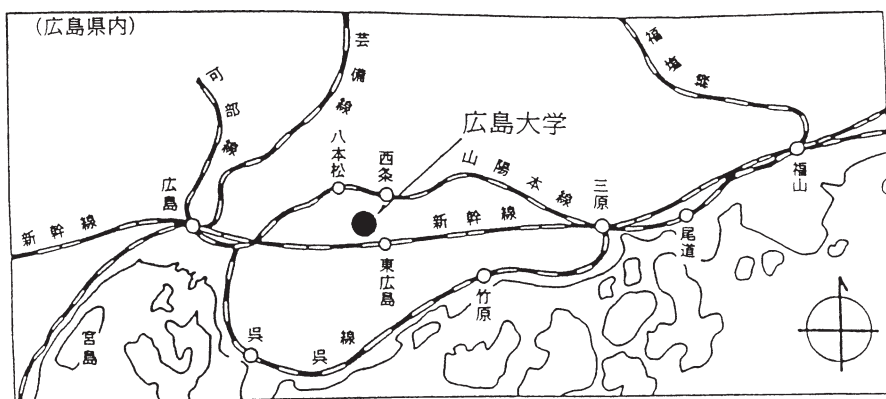 (広島県内)
可部線
芸備線
福塩線
広島大学
八本松
西条
山陽本線
広島
三原
福山
新幹線
新幹線
尾道
東広島
竹原
宮島
呉
呉線